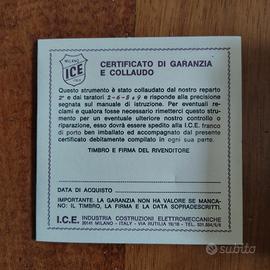 MILANO
ICE
CERTIFICATO DI GARANZIA
E COLLAUDO
Questo strumento è stato collaudato dal nostro reparto
2º e dai taratori 2-6-8 e 9 e risponde alla precisione
segnata sul manuale di istruzione. Per eventuali re-
clami e qualora fosse necessario rimetterci questo stru-
mento per un eventuale ulteriore nostro controllo o
riparazione, esso dovrà essere spedito alla I.C.E. franco
di porto ben imballato ed accompagnato dal presente
certificato debitamente compilato in ogni sua parte.
TIMBRO E FIRMA DEL RIVENDITORE
DATA DI ACQUISTO
IMPORTANTE. LA GARANZIA NON HA VALORE SE MANCA-
NO: IL TIMBRO, LA FIRMA E LA DATA SOPRADESCRITTI.
I.C.E. INDUSTRIA COSTRUZIONI ELETTROMECCANICHE
20141 MILANO - ITALY - VIA RUTILIA 19/18 - TEL. 531.554/5/6
subito